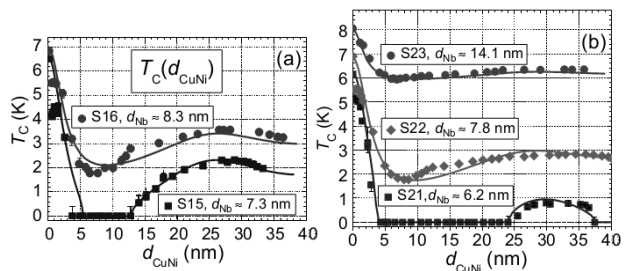 (a)
T_C(d_CuNi)
S16, d_Nb ≈ 8.3 nm
S15, d_Nb ≈ 7.3 nm
T_C (K)
7
6
5
4
3
2
1
0
0 5 10 15 20 25 30 35 40
d_CuNi (nm)
(b)
S23, d_Nb ≈ 14.1 nm
S22, d_Nb ≈ 7.8 nm
S21, d_Nb ≈ 6.2 nm
T_C (K)
8
7
6
5
4
3
2
1
0
0 5 10 15 20 25 30 35 40
d_CuNi (nm)